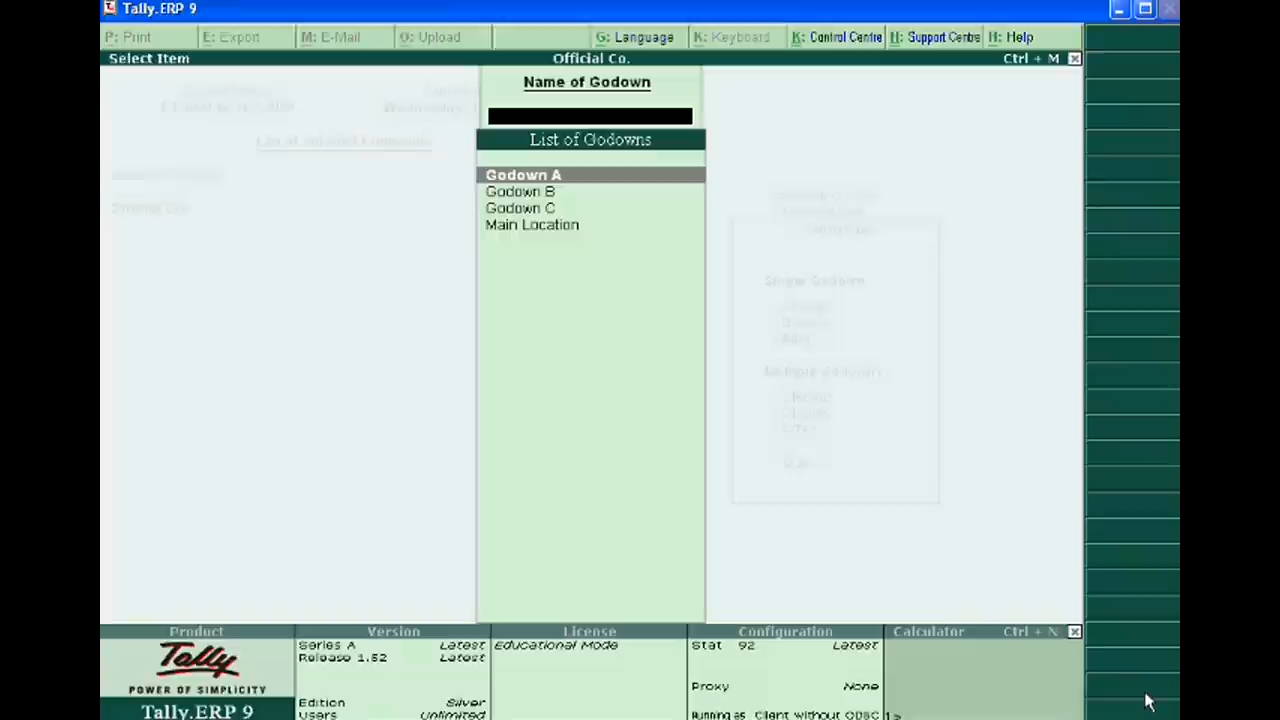 Tally.ERP 9
P: Print E: Export M: E-Mail O: Upload G: Language K: Keyboard K: Control Centre H: Support Centre H: Help
Select Item Official Co. Ctrl + M
Name of Godown
List of Godowns
Godown A
Godown B
Godown C
Main Location
Product Version License Configuration Calculator Ctrl + N
Tally
POWER OF SIMPLICITY
Tally.ERP 9
Series A Latest
Release 1.52 Latest
Edition Silver
Users Unlimited
Educational Mode
Stat 92 Latest
Proxy None
Running as Client without ODBC
1>